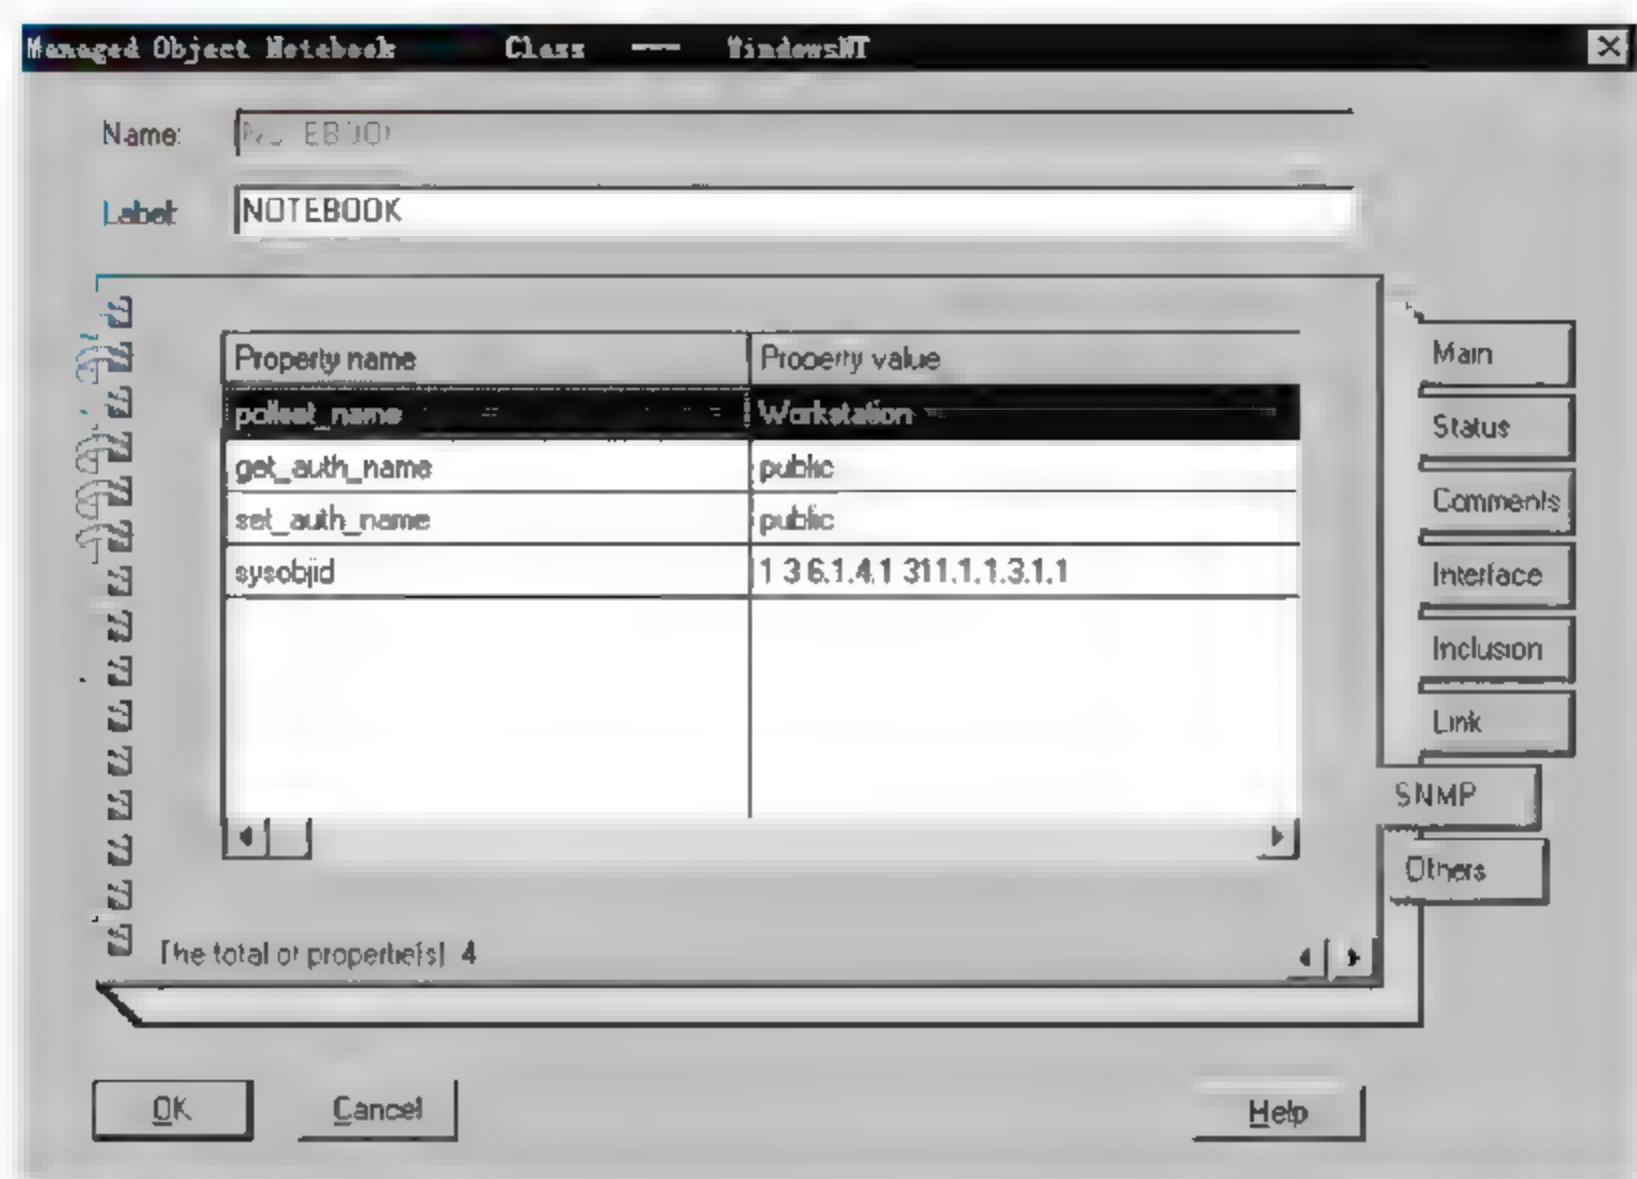 Managed Object Notebook Class — WindowsNT
Name:
Label: NOTEBOOK
Property name Property value
pollset_name Workstation
get_auth_name public
set_auth_name public
sysobjid 1 3 6.1.4.1 311.1.1.3.1.1
Main
Status
Comments
Interface
Inclusion
Link
SNMP
Others
The total of propertie[s] 4
OK Cancel Help